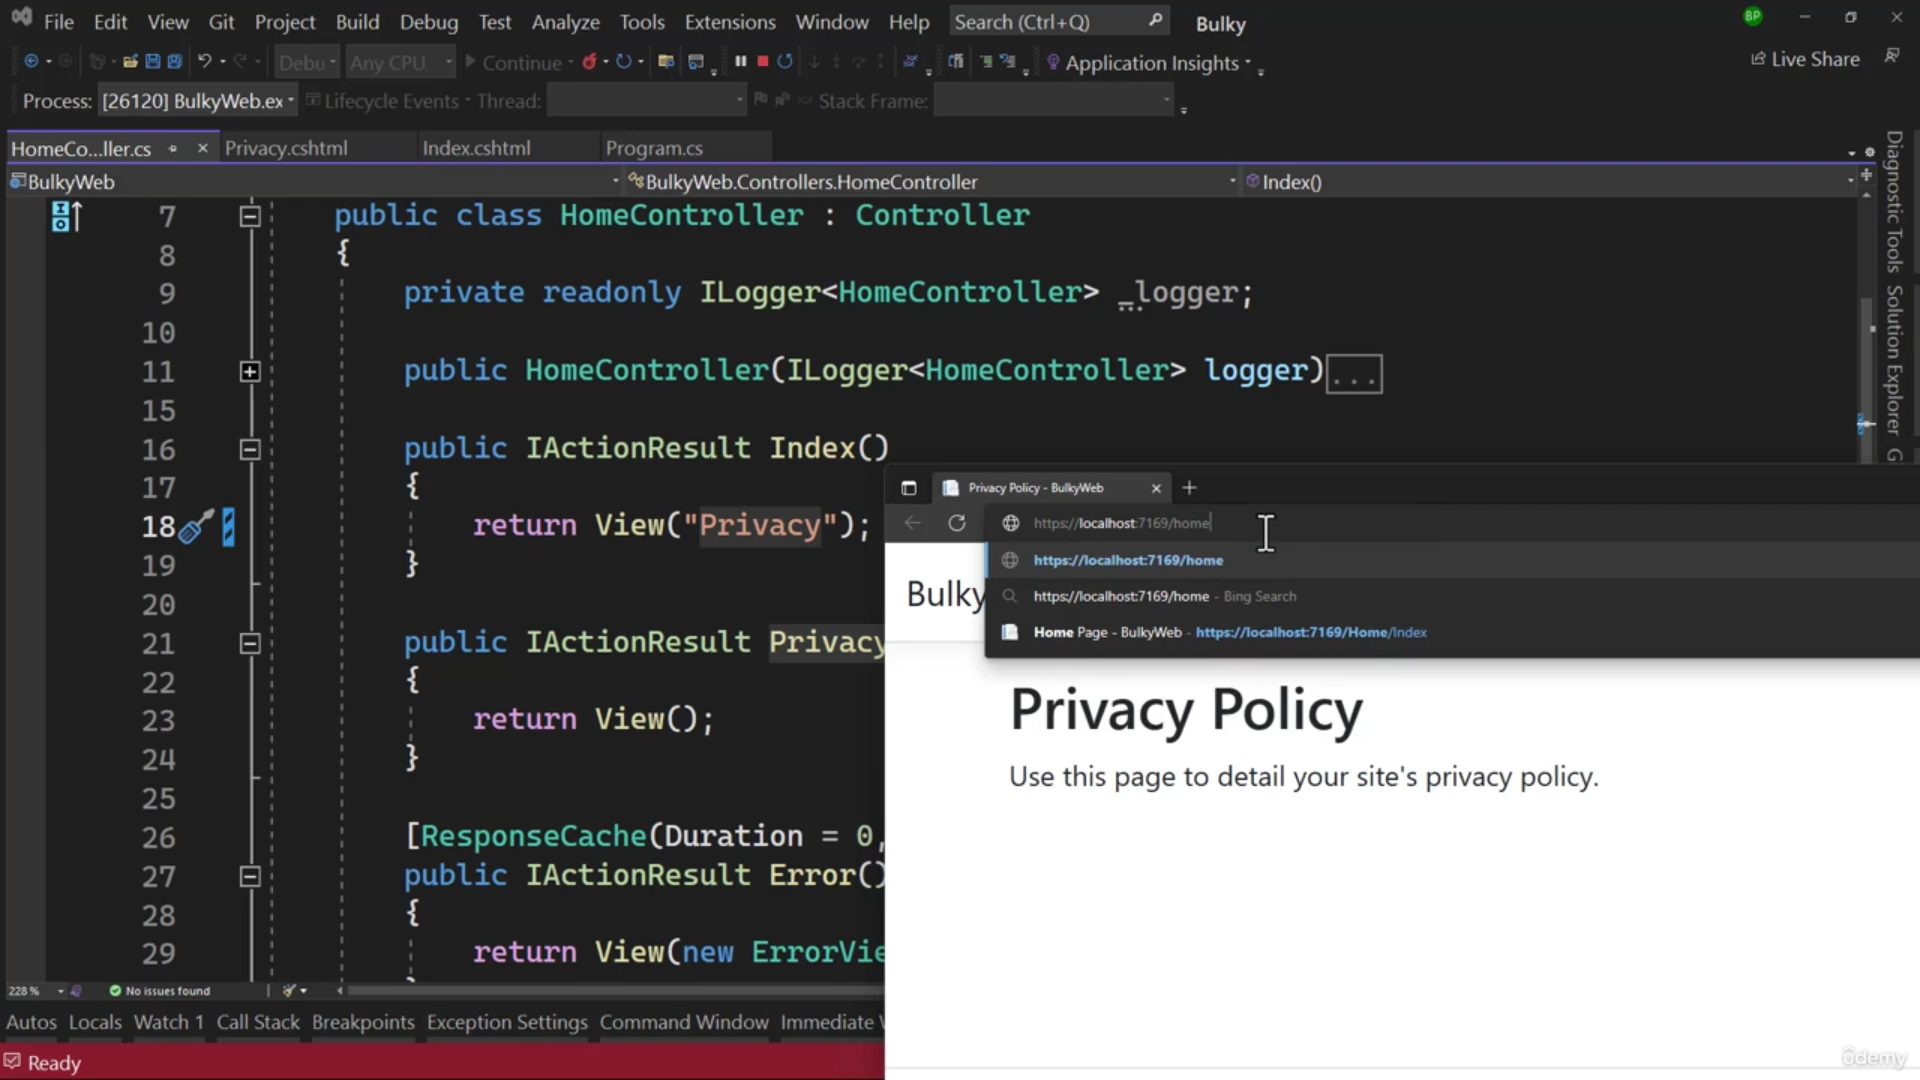 File Edit View Git Project Build Debug Test Analyze Tools Extensions Window Help Search (Ctrl+Q) Bulky BP
Debu Any CPU Continue Application Insights Live Share
Process: [26120] BulkyWeb.ex Lifecycle Events Thread: Stack Frame:
HomeCo...ller.cs Privacy.cshtml Index.cshtml Program.cs
BulkyWeb BulkyWeb.Controllers.HomeController Index()
7 public class HomeController : Controller
8 {
9 private readonly ILogger<HomeController> _logger;
10
11 public HomeController(ILogger<HomeController> logger)...
15
16 public IActionResult Index()
17 {
18 return View("Privacy");
19 }
20
21 public IActionResult Privacy
22 {
23 return View();
24 }
25
26 [ResponseCache(Duration = 0,
27 public IActionResult Error()
28 {
29 return View(new ErrorVie
Diagnostic Tools
Solution Explorer
G
Privacy Policy - BulkyWeb
https://localhost:7169/home
https://localhost:7169/home
https://localhost:7169/home - Bing Search
Home Page - BulkyWeb - https://localhost:7169/Home/Index
Bulky
Privacy Policy
Use this page to detail your site's privacy policy.
228 % No issues found
Autos Locals Watch 1 Call Stack Breakpoints Exception Settings Command Window Immediate
Ready
ûdemy